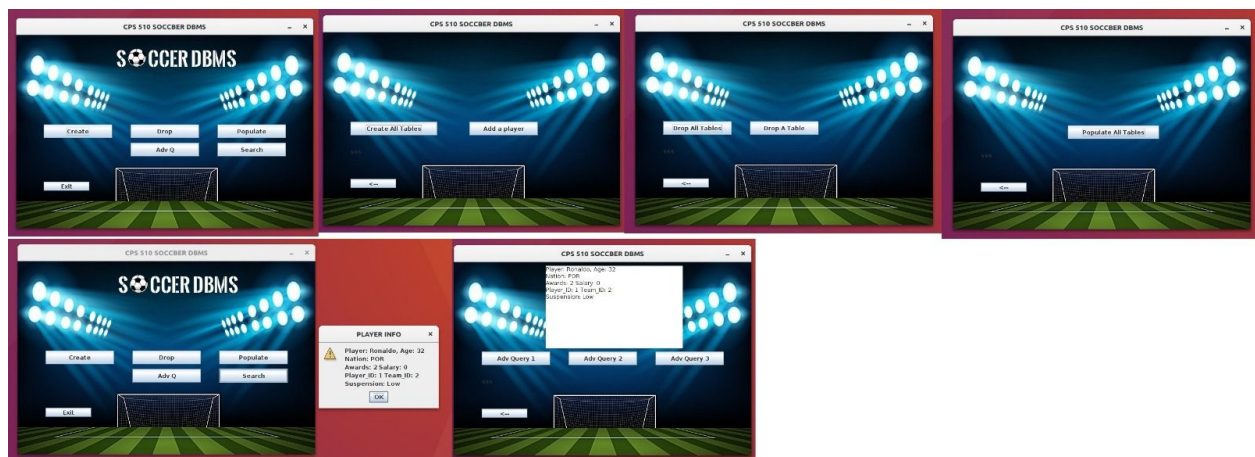 CPS 510 SOCCBER DBMS
SOCCER DBMS
Create Drop Populate
Adv Q Search
Exit
CPS 510 SOCCBER DBMS
Create All Tables Add a player
<--
CPS 510 SOCCBER DBMS
Drop All Tables Drop A Table
<--
CPS 510 SOCCBER DBMS
Populate All Tables
<--
CPS 510 SOCCBER DBMS
SOCCER DBMS
Create Drop Populate
Adv Q Search
Exit
PLAYER INFO
Player: Ronaldo, Age: 32
Nation: POR
Awards: 2 Salary: 0
Player_ID: 1 Team_ID: 2
Suspension: Low
OK
CPS 510 SOCCBER DBMS
Player: Ronaldo, Age: 32
Nation: POR
Awards: 2 Salary: 0
Player_ID: 1 Team_ID: 2
Suspension: Low
Adv Query 1 Adv Query 2 Adv Query 3
<--